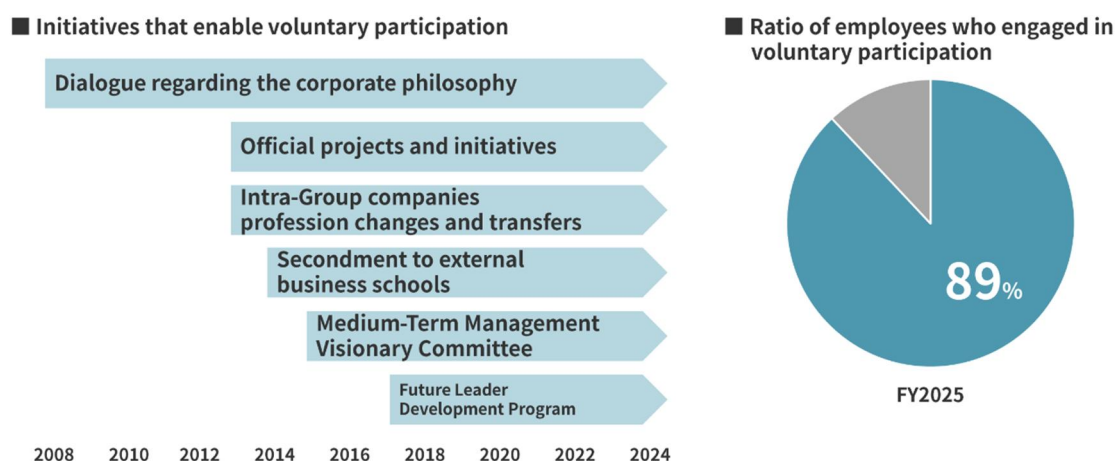 ■ Initiatives that enable voluntary participation
Dialogue regarding the corporate philosophy
Official projects and initiatives
Intra-Group companies
profession changes and transfers
Secondment to external
business schools
Medium-Term Management
Visionary Committee
Future Leader
Development Program
2008 2010 2012 2014 2016 2018 2020 2022 2024
■ Ratio of employees who engaged in
voluntary participation
89%
FY2025